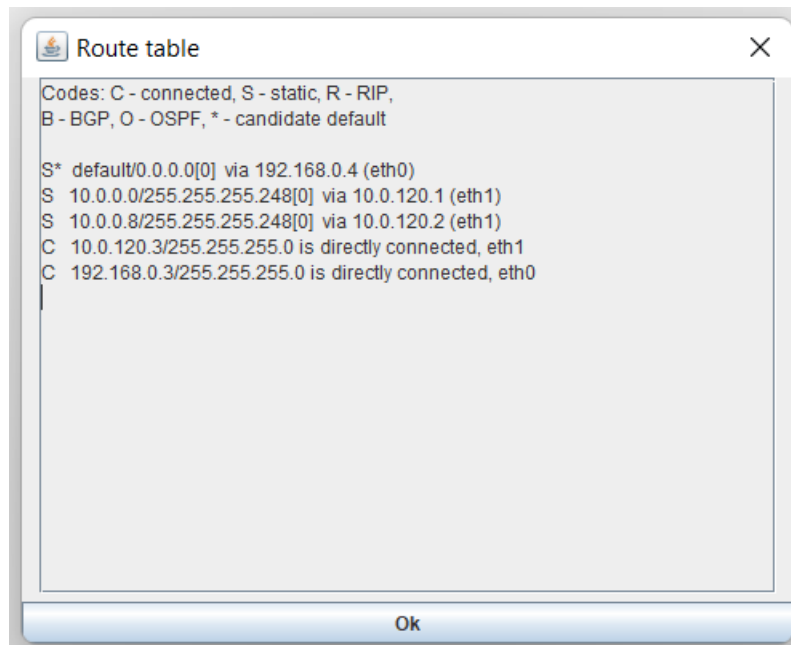 Route table
Codes: C - connected, S - static, R - RIP,
B - BGP, O - OSPF, * - candidate default
S* default/0.0.0.0[0] via 192.168.0.4 (eth0)
S 10.0.0.0/255.255.255.248[0] via 10.0.120.1 (eth1)
S 10.0.0.8/255.255.255.248[0] via 10.0.120.2 (eth1)
C 10.0.120.3/255.255.255.0 is directly connected, eth1
C 192.168.0.3/255.255.255.0 is directly connected, eth0
Ok